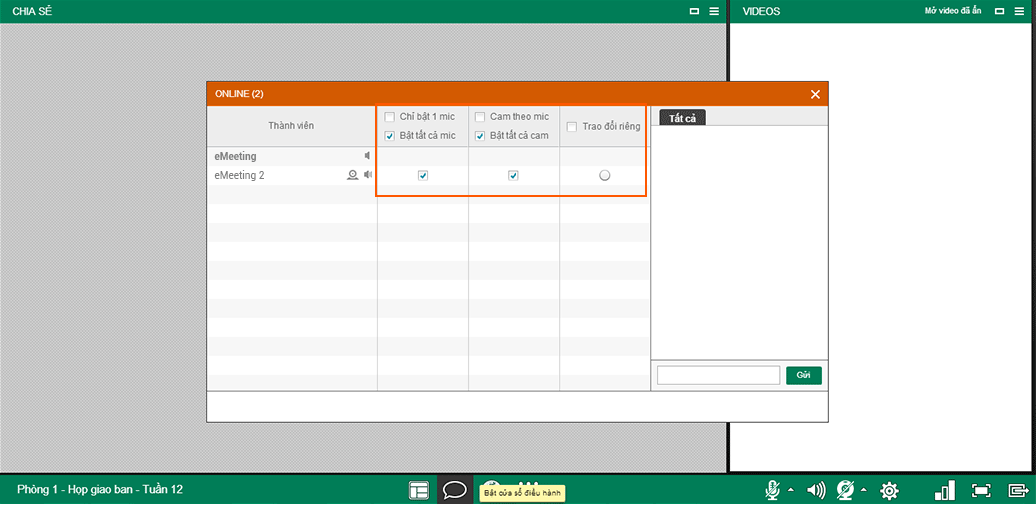 CHIA SẺ
VIDEOS
Mở video đã ẩn
ONLINE (2)
Thành viên
Chỉ bật 1 mic
Bật tất cả mic
Cam theo mic
Bật tất cả cam
Trao đổi riêng
Tất cả
eMeeting
eMeeting 2
Gửi
Phòng 1 - Họp giao ban - Tuần 12
Bật cửa sổ điều hành